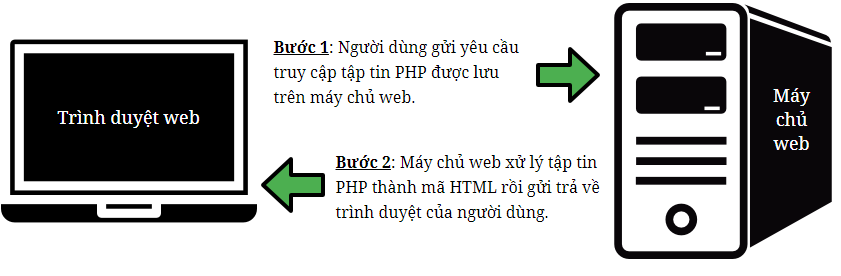 Trình duyệt web
Bước 1: Người dùng gửi yêu cầu
truy cập tập tin PHP được lưu
trên máy chủ web.
Máy
chủ
web
Bước 2: Máy chủ web xử lý tập tin
PHP thành mã HTML rồi gửi trả về
trình duyệt của người dùng.